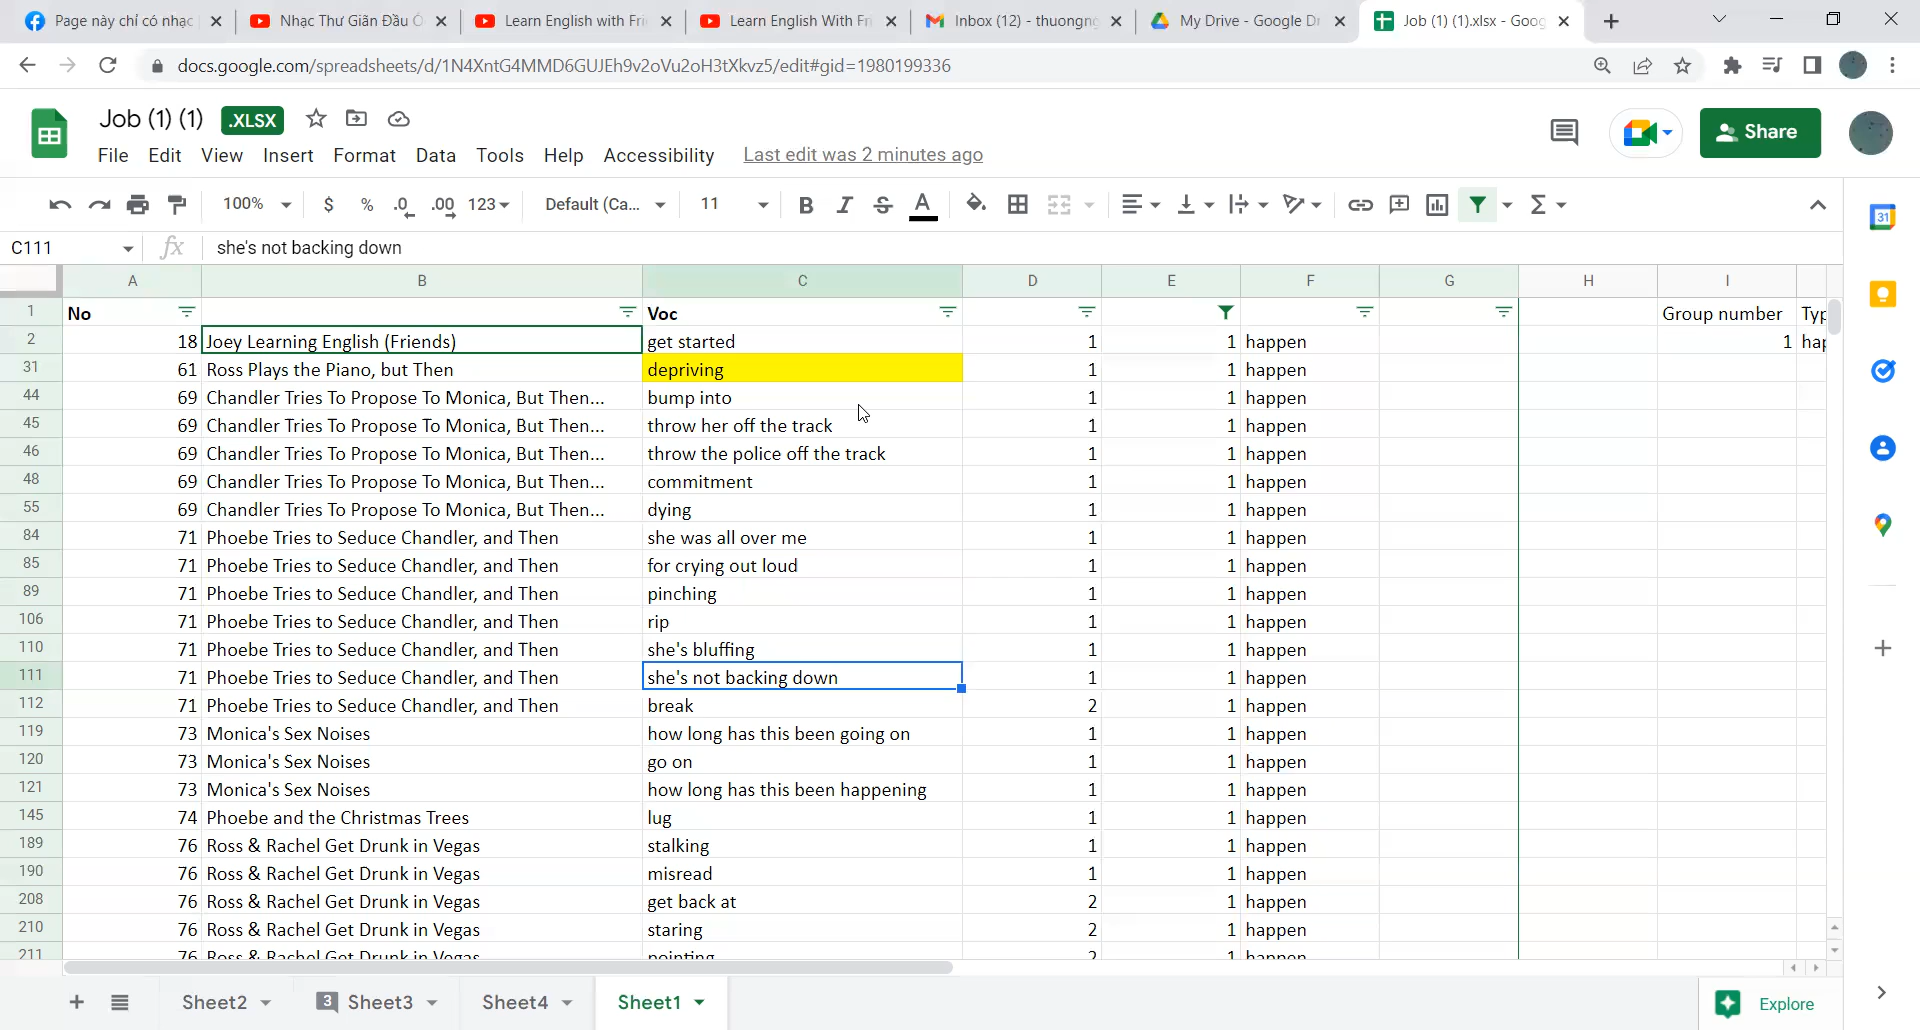 Page này chỉ có nhạc
Nhạc Thư Giãn Đầu Ó
Learn English with Fri
Learn English With Fr
Inbox (12) - thuongng
My Drive - Google Dr
Job (1) (1).xlsx - Goog
docs.google.com/spreadsheets/d/1N4XntG4MMD6GUJEh9v2oVu2oH3tXkvz5/edit#gid=1980199336
Job (1) (1) .XLSX
Share
File Edit View Insert Format Data Tools Help Accessibility Last edit was 2 minutes ago
100% $ % .0 .00 123 Default (Ca... 11 B I S A Σ
C111 fx she's not backing down
A B C D E F G H I
1 No Voc Group number Typ
2 18 Joey Learning English (Friends) get started 1 1 happen 1 hap
31 61 Ross Plays the Piano, but Then depriving 1 1 happen
44 69 Chandler Tries To Propose To Monica, But Then... bump into 1 1 happen
45 69 Chandler Tries To Propose To Monica, But Then... throw her off the track 1 1 happen
46 69 Chandler Tries To Propose To Monica, But Then... throw the police off the track 1 1 happen
48 69 Chandler Tries To Propose To Monica, But Then... commitment 1 1 happen
55 69 Chandler Tries To Propose To Monica, But Then... dying 1 1 happen
84 71 Phoebe Tries to Seduce Chandler, and Then she was all over me 1 1 happen
85 71 Phoebe Tries to Seduce Chandler, and Then for crying out loud 1 1 happen
89 71 Phoebe Tries to Seduce Chandler, and Then pinching 1 1 happen
106 71 Phoebe Tries to Seduce Chandler, and Then rip 1 1 happen
110 71 Phoebe Tries to Seduce Chandler, and Then she's bluffing 1 1 happen
111 71 Phoebe Tries to Seduce Chandler, and Then she's not backing down 1 1 happen
112 71 Phoebe Tries to Seduce Chandler, and Then break 2 1 happen
119 73 Monica's Sex Noises how long has this been going on 1 1 happen
120 73 Monica's Sex Noises go on 1 1 happen
121 73 Monica's Sex Noises how long has this been happening 1 1 happen
145 74 Phoebe and the Christmas Trees lug 1 1 happen
189 76 Ross & Rachel Get Drunk in Vegas stalking 1 1 happen
190 76 Ross & Rachel Get Drunk in Vegas misread 1 1 happen
208 76 Ross & Rachel Get Drunk in Vegas get back at 2 1 happen
210 76 Ross & Rachel Get Drunk in Vegas staring 2 1 happen
211 76 Ross & Rachel Get Drunk in Vegas pointing 2 1 happen
Sheet2 3 Sheet3 Sheet4 Sheet1 Explore
31